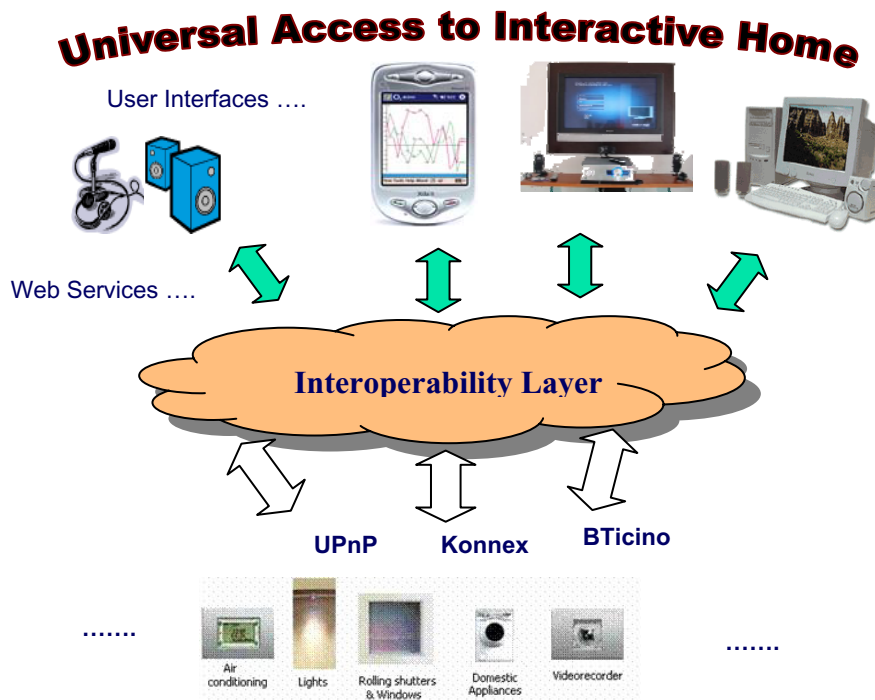 Universal Access to Interactive Home
User Interfaces ….
Web Services ….
Interoperability Layer
UPnP Konnex BTicino
.......
Air
conditioning
Lights
Rolling shutters
& Windows
Domestic
Appliances
Videorecorder
.......